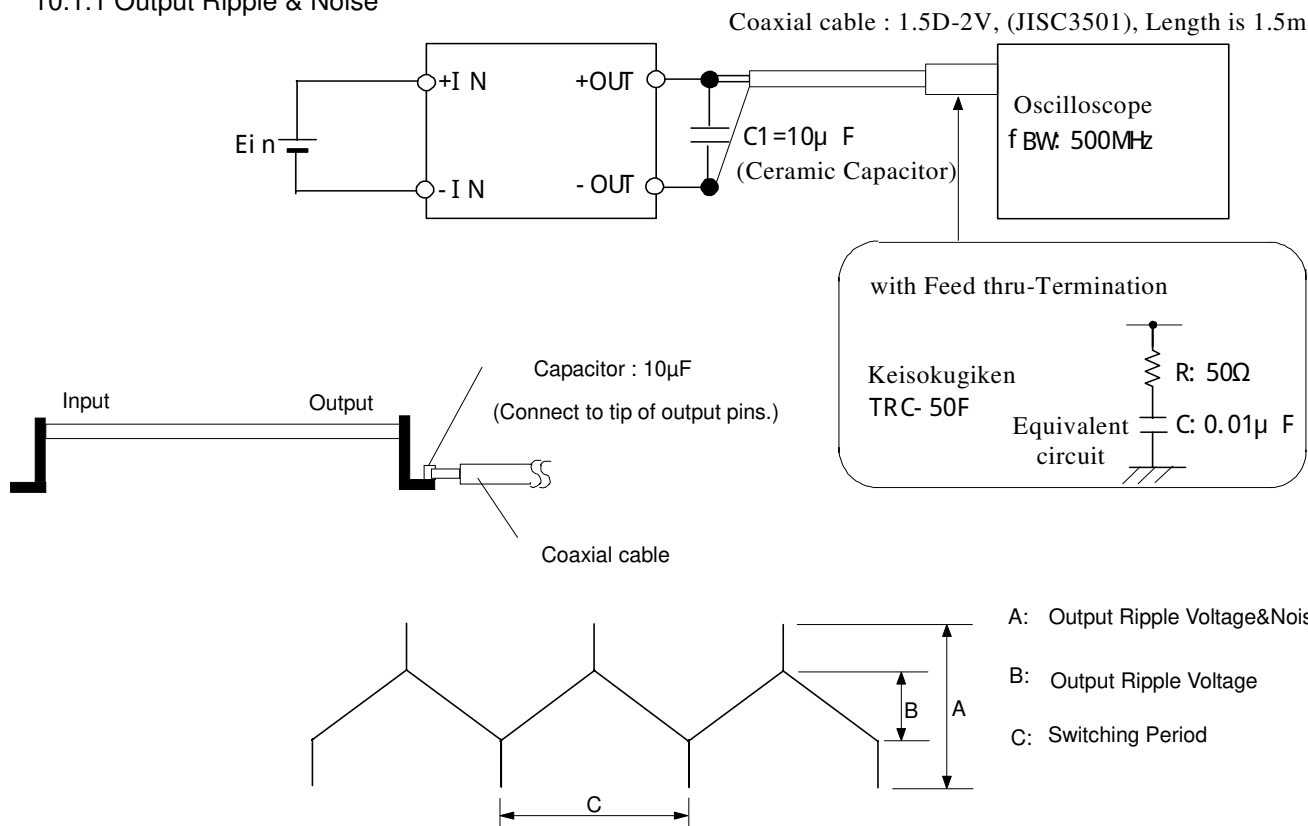 10.1.1 Output Ripple & Noise
Coaxial cable : 1.5D-2V, (JISC3501), Length is 1.5m
+IN
+OUT
Ein
C1=10μF
(Ceramic Capacitor)
-IN
-OUT
Oscilloscope
fBW: 500MHz
with Feed thru-Termination
Keisokugiken
TRC-50F
R: 50Ω
Equivalent
circuit
C: 0.01μF
Input
Output
Capacitor : 10μF
(Connect to tip of output pins.)
Coaxial cable
A: Output Ripple Voltage&Nois
B: Output Ripple Voltage
C: Switching Period
B
A
C